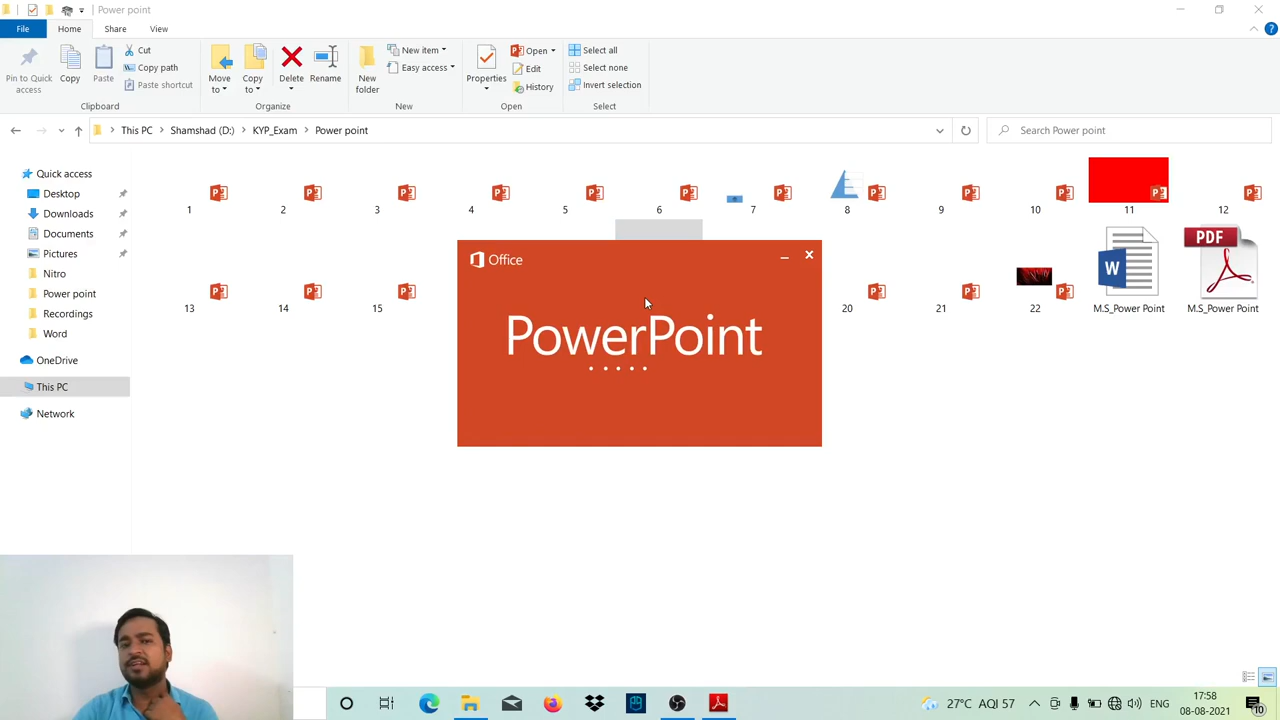 Power point
File Home Share View
Pin to Quick access
Copy
Paste
Cut
Copy path
Paste shortcut
Clipboard
Move to
Copy to
Delete
Rename
Organize
New folder
New item
Easy access
New
Properties
Open
Edit
History
Open
Select all
Select none
Invert selection
Select
This PC Shamshad (D:) KYP_Exam Power point
Search Power point
Quick access
Desktop
Downloads
Documents
Pictures
Nitro
Power point
Recordings
Word
OneDrive
This PC
Network
1 2 3 4 5 6 7 8 9 10 11 12
13 14 15 20 21 22 M.S_Power Point M.S_Power Point
W
PDF
Office
PowerPoint
27°C AQI 57
ENG
17:58
08-08-2021
10